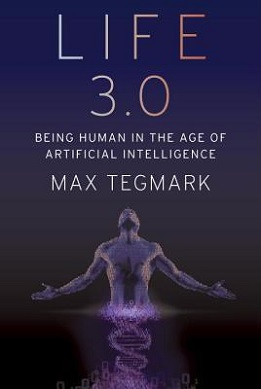 LIFE
3.0
BEING HUMAN IN THE AGE OF
ARTIFICIAL INTELLIGENCE
MAX TEGMARK